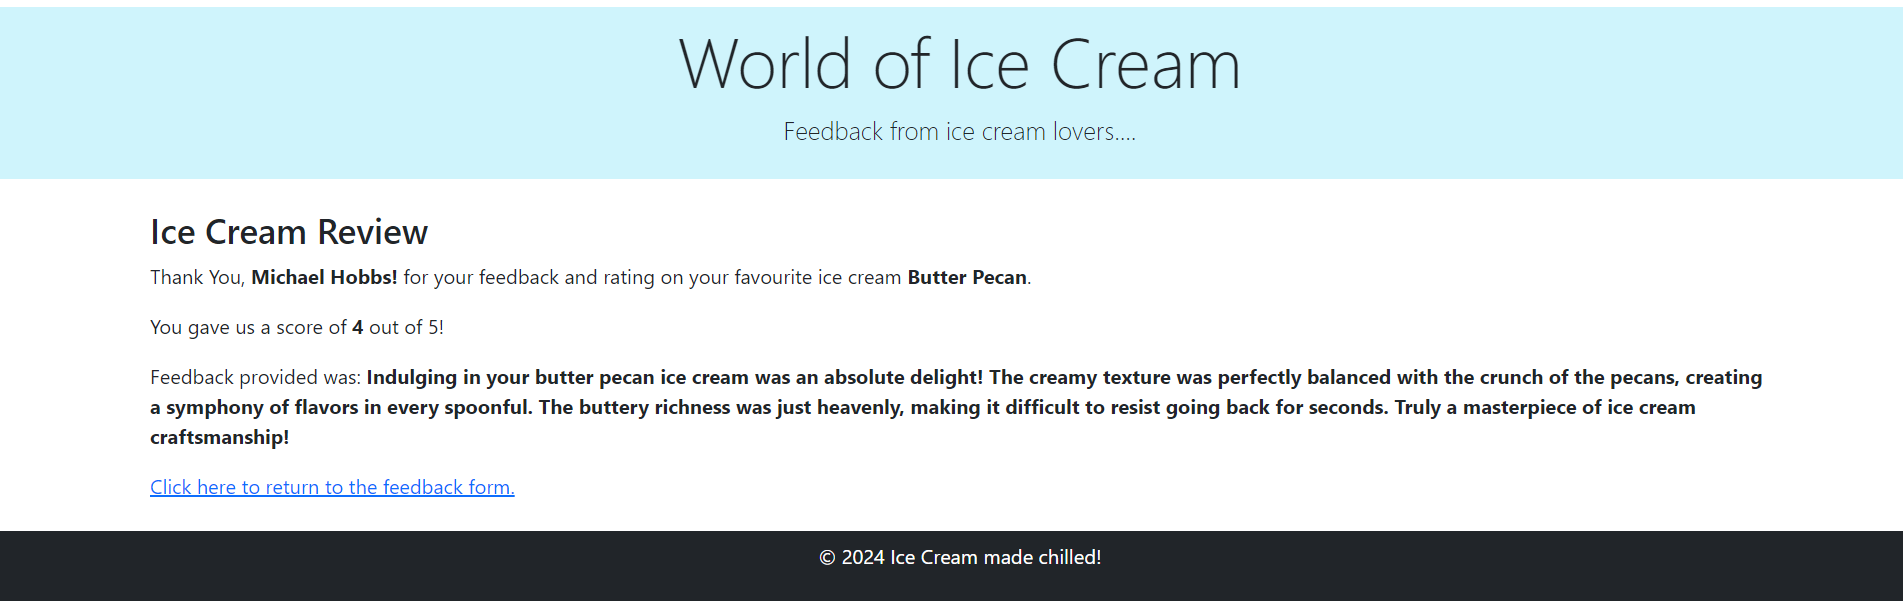 World of Ice Cream
Feedback from ice cream lovers....
Ice Cream Review
Thank You, Michael Hobbs! for your feedback and rating on your favourite ice cream Butter Pecan.
You gave us a score of 4 out of 5!
Feedback provided was: Indulging in your butter pecan ice cream was an absolute delight! The creamy texture was perfectly balanced with the crunch of the pecans, creating
a symphony of flavors in every spoonful. The buttery richness was just heavenly, making it difficult to resist going back for seconds. Truly a masterpiece of ice cream
craftsmanship!
Click here to return to the feedback form.
© 2024 Ice Cream made chilled!